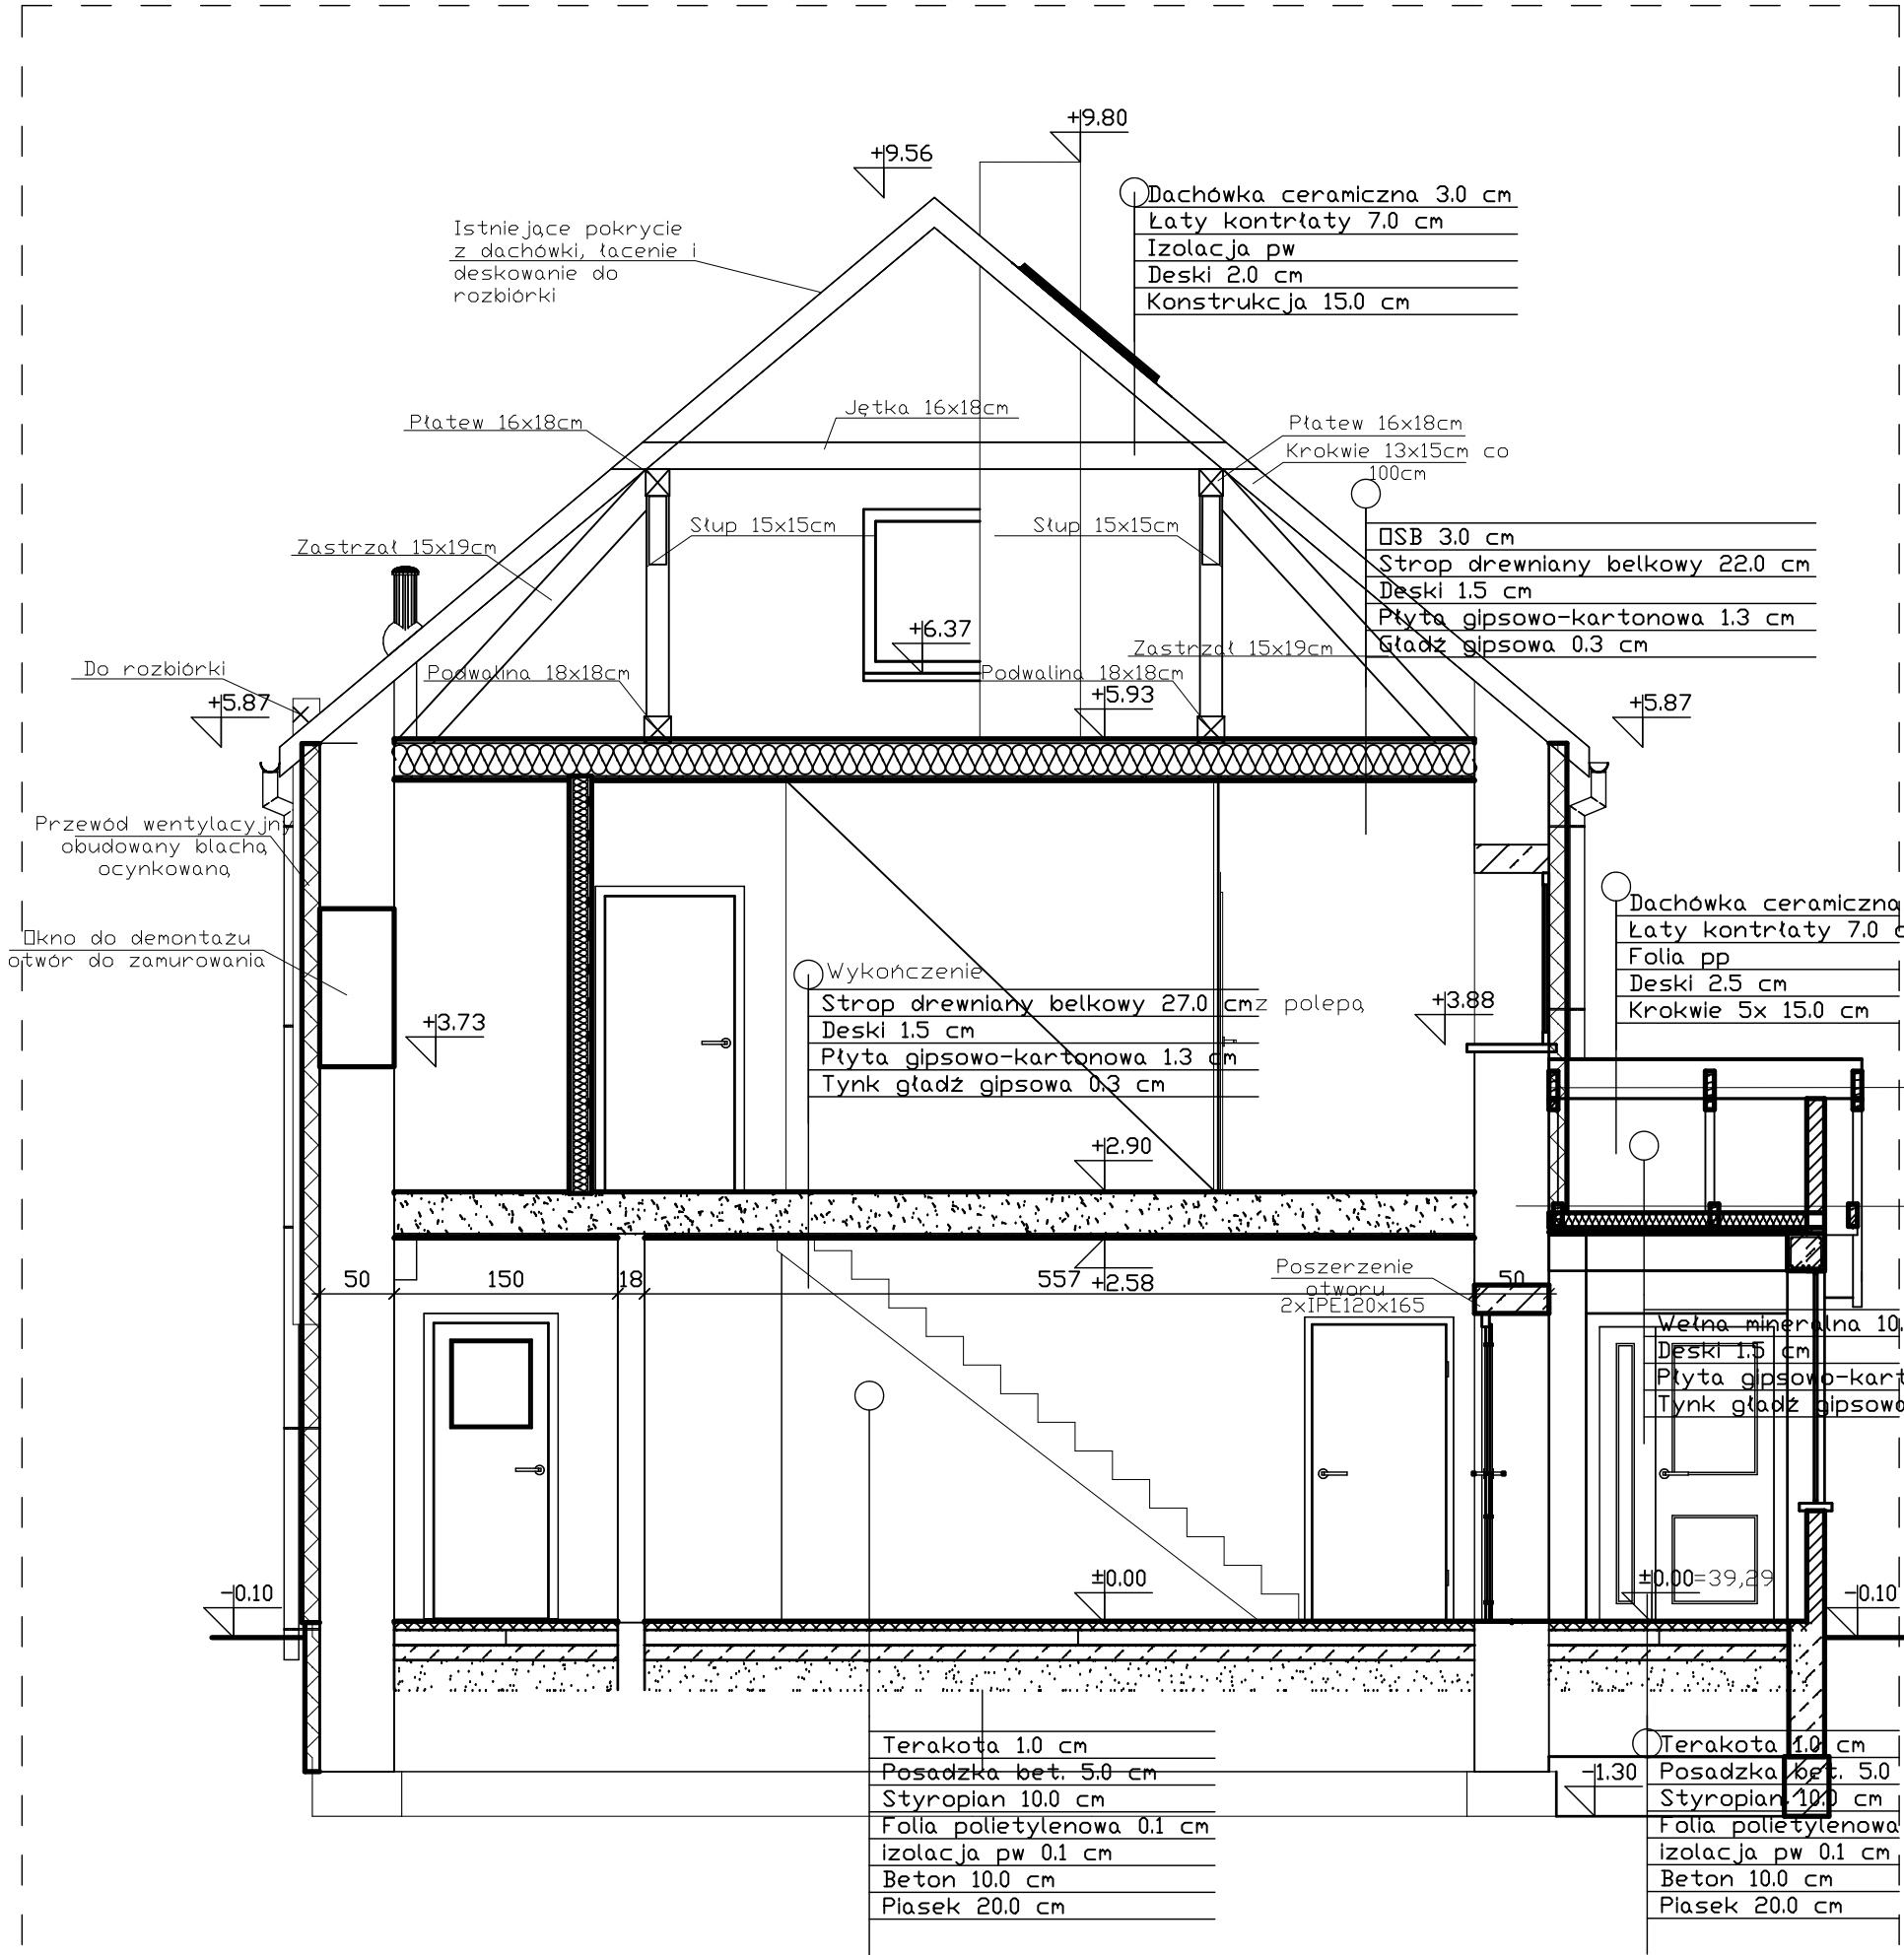 +9.80
+9.56
Dachówka ceramiczna 3.0 cm
Łaty kontrłaty 7.0 cm
Izolacja pw
Deski 2.0 cm
Konstrukcja 15.0 cm
Istniejące pokrycie
z dachówki, łacenie i
deskowanie do
rozbiórki
Płatew 16x18cm
Jętka 16x18cm
Płatew 16x18cm
Krokwie 13x15cm co
100cm
Słup 15x15cm
Słup 15x15cm
Zastrzał 15x19cm
OSB 3.0 cm
Strop drewniany belkowy 22.0 cm
Deski 1.5 cm
Płyta gipsowo-kartonowa 1.3 cm
Gładź gipsowa 0.3 cm
+6.37
Zastrzał 15x19cm
Do rozbiórki
Podwalina 18x18cm
Podwalina 18x18cm
+5.87
+5.93
+5.87
Przewód wentylacyjny
obudowany blachą
ocynkowaną
Okno do demontażu
otwór do zamurowania
Dachówka ceramiczna
Łaty kontrłaty 7.0 c
Folia pp
Deski 2.5 cm
Krokwie 5x 15.0 cm
Wykończenie
Strop drewniany belkowy 27.0 cm z polepą
Deski 1.5 cm
Płyta gipsowo-kartonowa 1.3 cm
Tynk gładź gipsowa 0.3 cm
+3.73
+3.88
+2.90
50
150
18
557
+2.58
50
Poszerzenie
otworu
2xIPE120x165
Wełna mineralna 10.
Deski 1.5 cm
Płyta gipsowo-kart
Tynk gładź gipsowa
-0.10
±0.00
±0.00=39,29
-0.10
Terakota 1.0 cm
Posadzka bet. 5.0 cm
Styropian 10.0 cm
Folia polietylenowa 0.1 cm
izolacja pw 0.1 cm
Beton 10.0 cm
Piasek 20.0 cm
-1.30
Terakota 1.0 cm
Posadzka bet. 5.0
Styropian 10.0 cm
Folia polietylenowa
izolacja pw 0.1 cm
Beton 10.0 cm
Piasek 20.0 cm